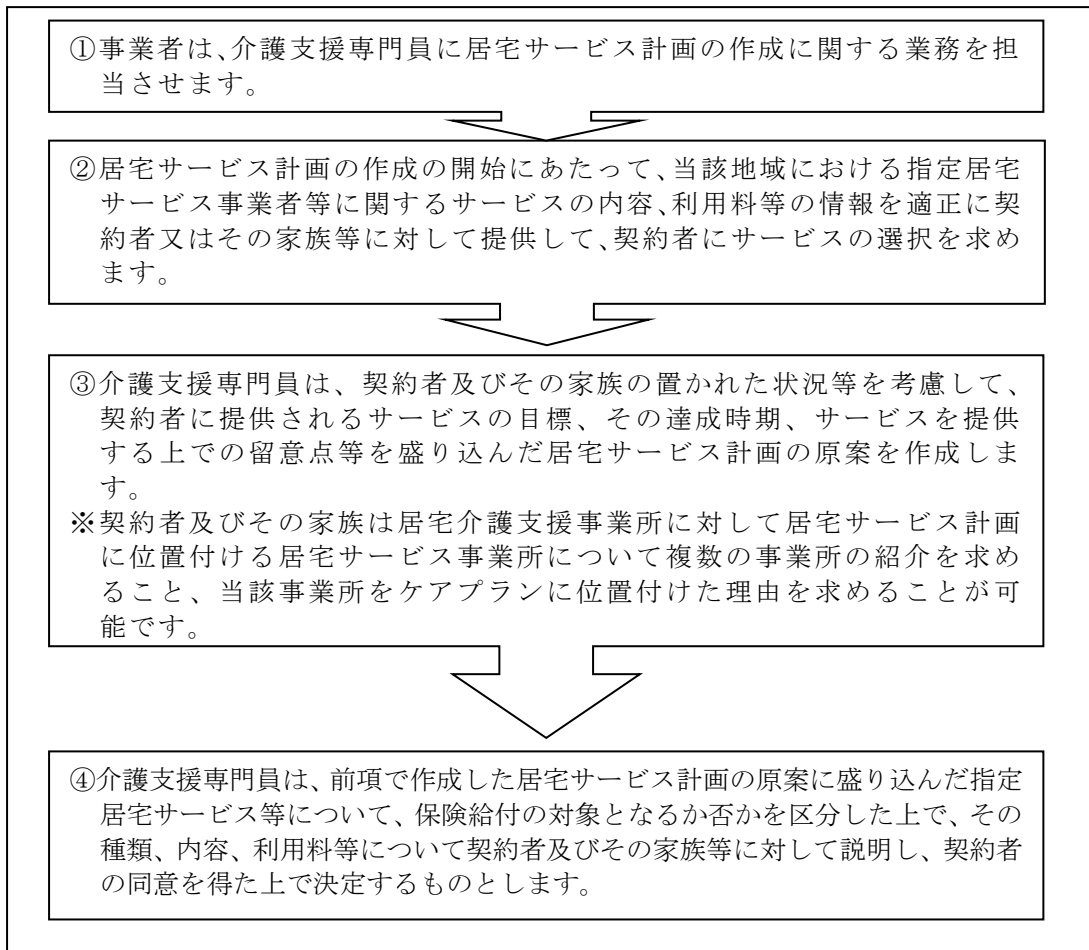 ①事業者は、介護支援専門員に居宅サービス計画の作成に関する業務を担
当させます。
②居宅サービス計画の作成の開始にあたって、当該地域における指定居宅
サービス事業者等に関するサービスの内容、利用料等の情報を適正に契
約者又はその家族等に対して提供して、契約者にサービスの選択を求め
ます。
③介護支援専門員は、契約者及びその家族の置かれた状況等を考慮して、
契約者に提供されるサービスの目標、その達成時期、サービスを提供
する上での留意点等を盛り込んだ居宅サービス計画の原案を作成しま
す。
※契約者及びその家族は居宅介護支援事業所に対して居宅サービス計画
に位置付ける居宅サービス事業所について複数の事業所の紹介を求め
ること、当該事業所をケアプランに位置付けた理由を求めることが可
能です。
④介護支援専門員は、前項で作成した居宅サービス計画の原案に盛り込んだ指定
居宅サービス等について、保険給付の対象となるか否かを区分した上で、その
種類、内容、利用料等について契約者及びその家族等に対して説明し、契約者
の同意を得た上で決定するものとします。